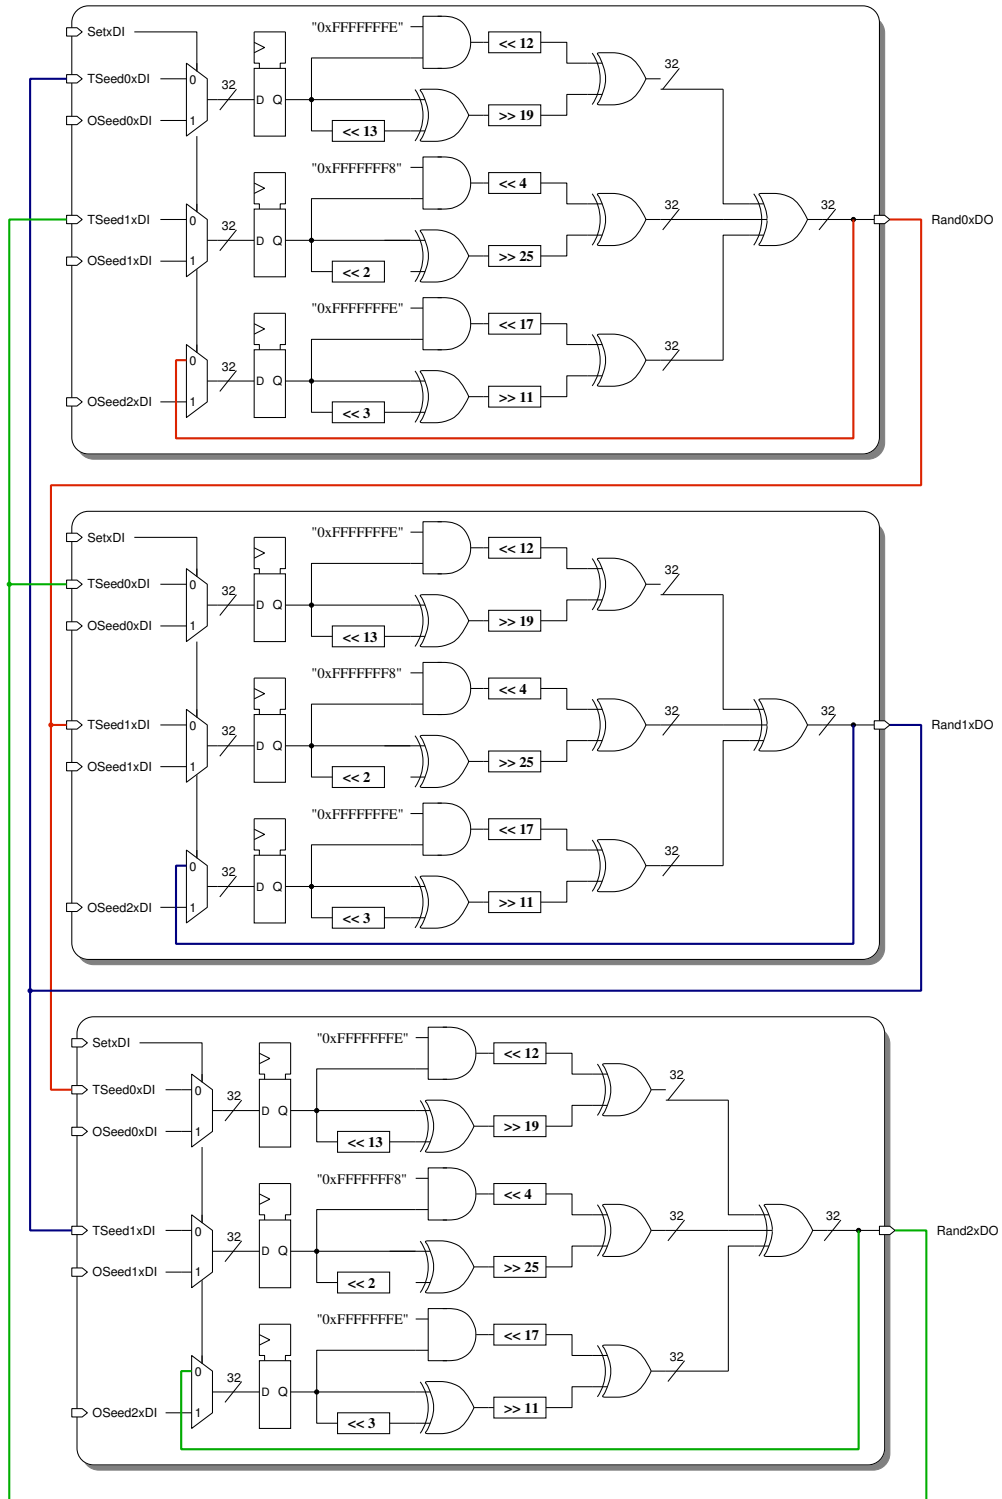 SetxDI
"0xFFFFFFFE"
<< 12
32
TSeed0xDI
0
32
D Q
>> 19
OSeed0xDI
1
<< 13
"0xFFFFFFF8"
<< 4
TSeed1xDI
0
32
D Q
32
32
Rand0xDO
OSeed1xDI
1
<< 2
>> 25
"0xFFFFFFFE"
<< 17
0
32
D Q
32
OSeed2xDI
1
<< 3
>> 11
SetxDI
"0xFFFFFFFE"
<< 12
32
TSeed0xDI
0
32
D Q
>> 19
OSeed0xDI
1
<< 13
"0xFFFFFFF8"
<< 4
TSeed1xDI
0
32
D Q
32
32
Rand1xDO
OSeed1xDI
1
<< 2
>> 25
"0xFFFFFFFE"
<< 17
0
32
D Q
32
OSeed2xDI
1
<< 3
>> 11
SetxDI
"0xFFFFFFFE"
<< 12
32
TSeed0xDI
0
32
D Q
>> 19
OSeed0xDI
1
<< 13
"0xFFFFFFF8"
<< 4
TSeed1xDI
0
32
D Q
32
32
Rand2xDO
OSeed1xDI
1
<< 2
>> 25
"0xFFFFFFFE"
<< 17
0
32
D Q
32
OSeed2xDI
1
<< 3
>> 11